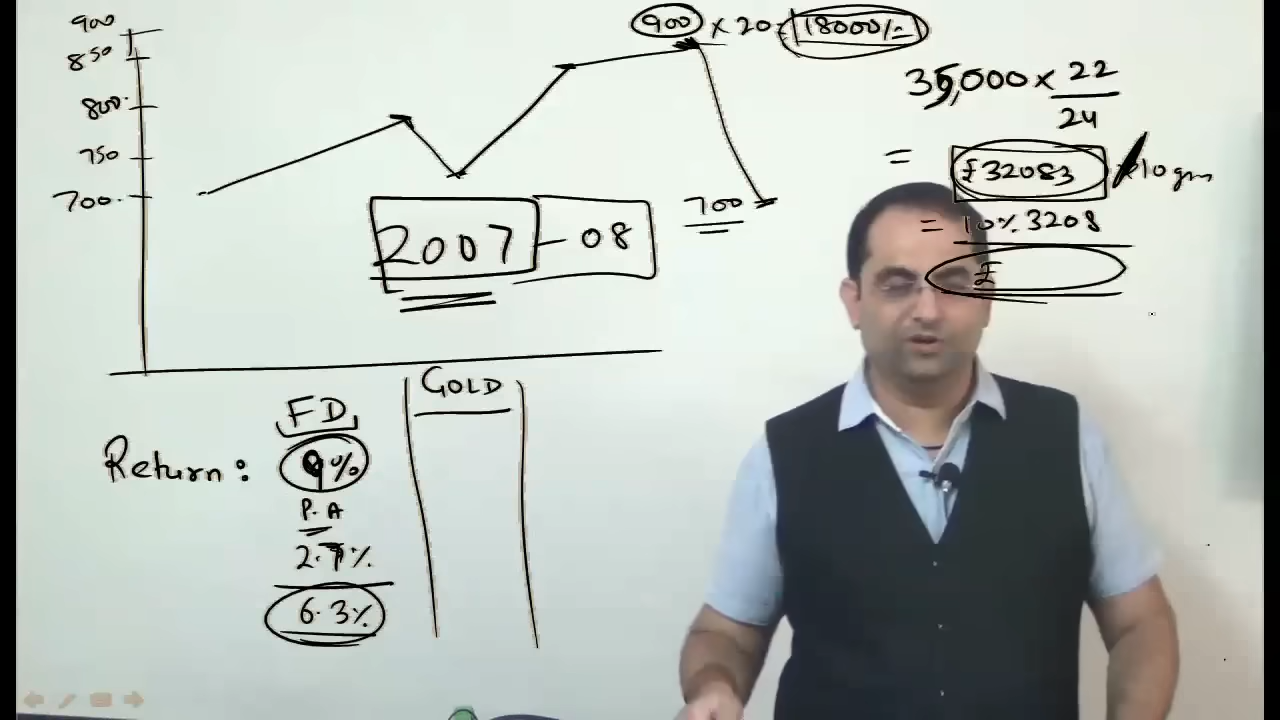 900
850
800
750
700
900 × 20 = 18000/=
700
2007 - 08
35,000 × 22
24
= ₹32083 × 10 gm
= 10% 3208
₹
GOLD
FD
Return: 9%
P.A
2.7%
6.3%